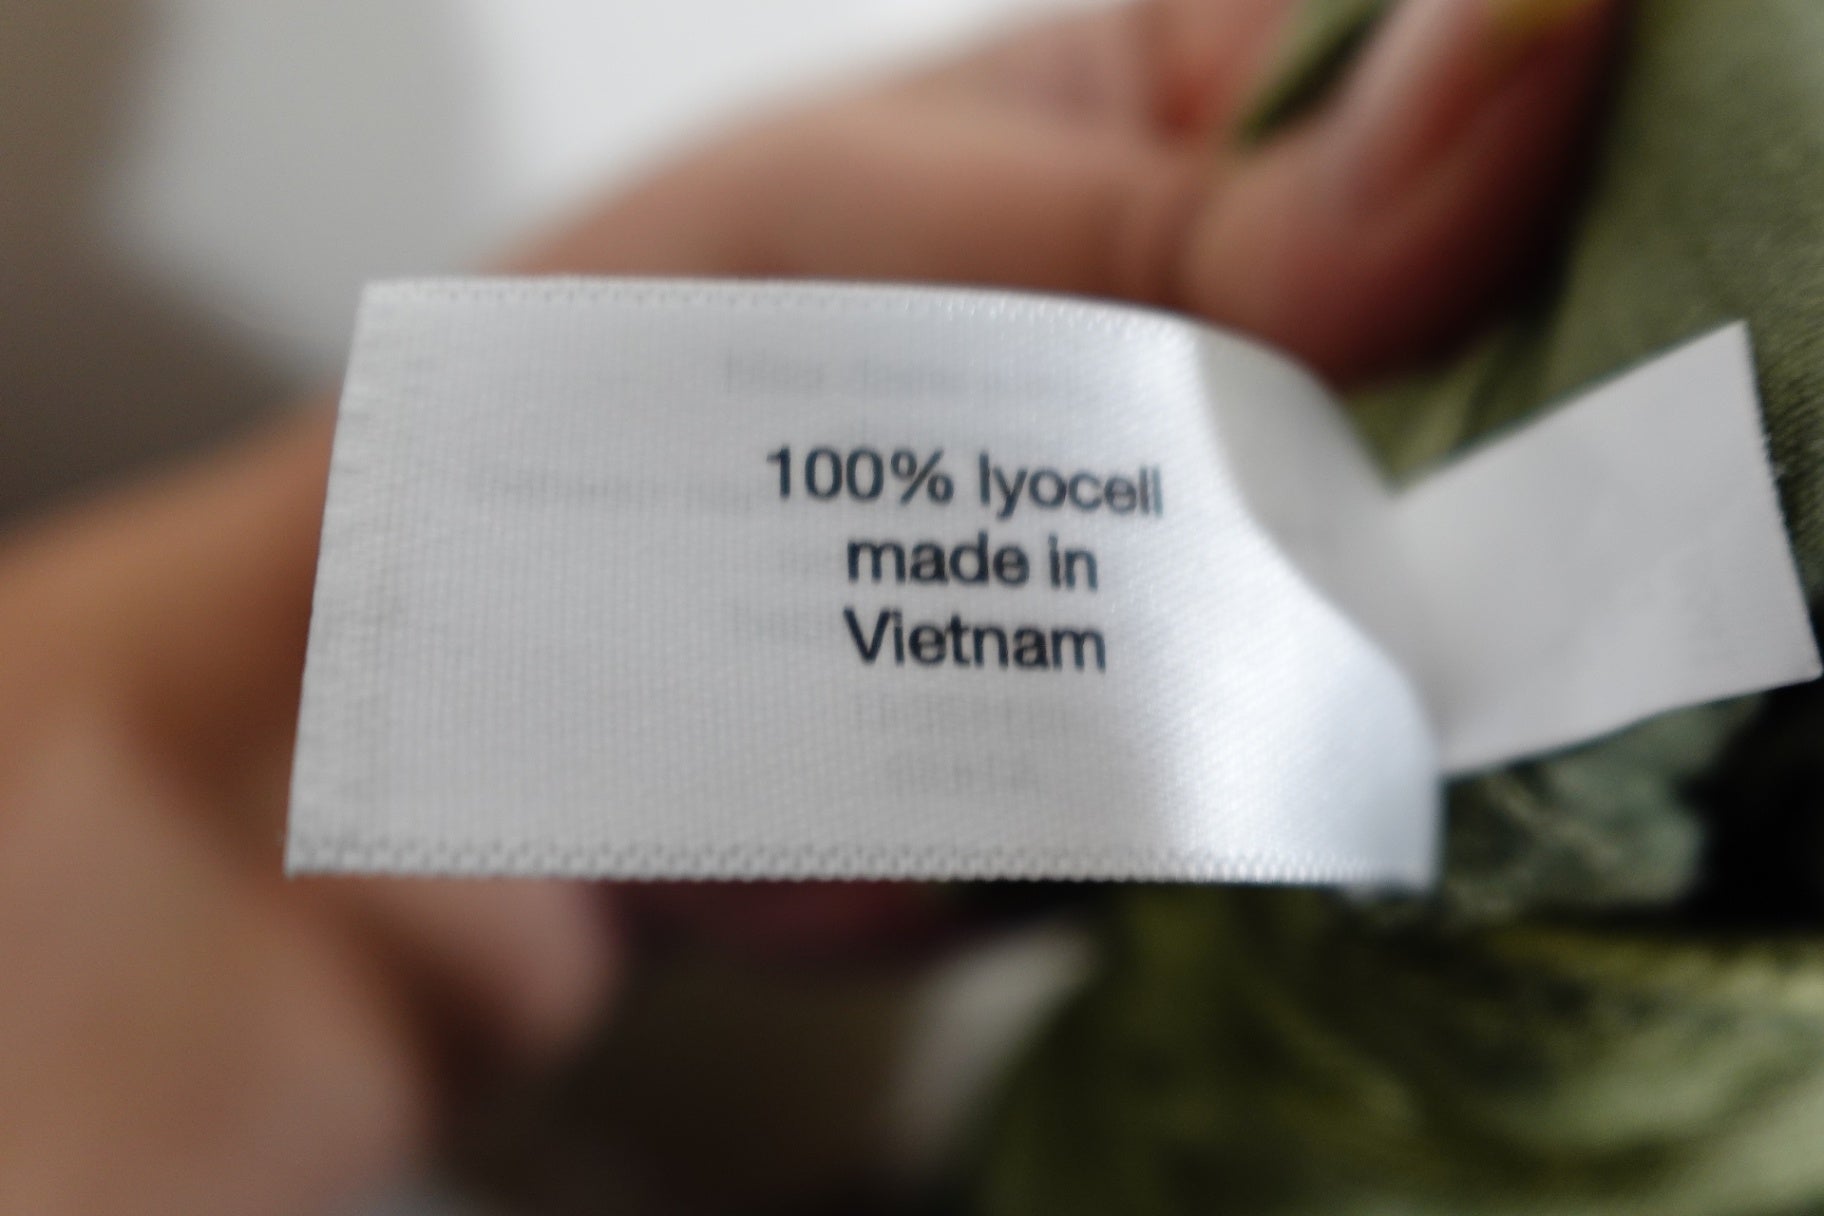 100% lyocell
made in
Vietnam